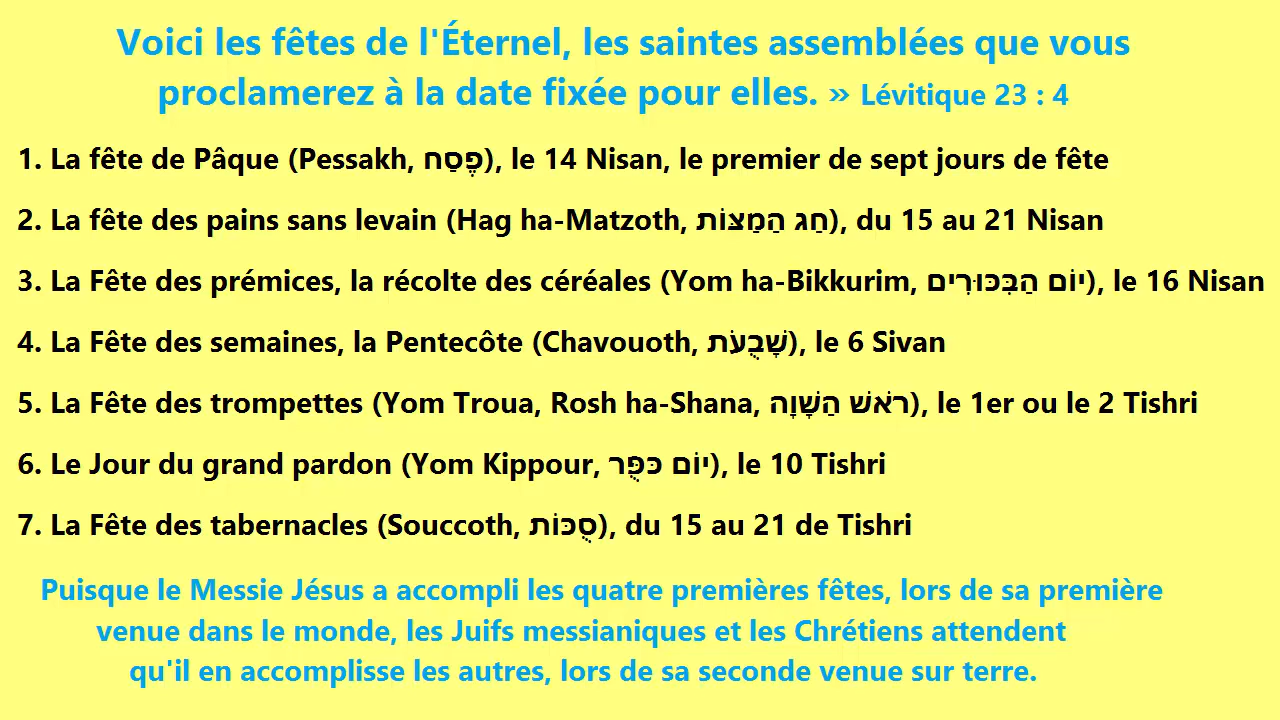 Voici les fêtes de l'Éternel, les saintes assemblées que vous
proclamerez à la date fixée pour elles. » Lévitique 23 : 4
1. La fête de Pâque (Pessakh, פֶּסַח), le 14 Nisan, le premier de sept jours de fête
2. La fête des pains sans levain (Hag ha-Matzoth, חַג הַמַצוֹת), du 15 au 21 Nisan
3. La Fête des prémices, la récolte des céréales (Yom ha-Bikkurim, יוֹם הַבִּכּוּרִים), le 16 Nisan
4. La Fête des semaines, la Pentecôte (Chavouoth, שָׁבֻעֹת), le 6 Sivan
5. La Fête des trompettes (Yom Troua, Rosh ha-Shana, רֹאשׁ הַשָּׁוָה), le 1er ou le 2 Tishri
6. Le Jour du grand pardon (Yom Kippour, יוֹם כּפֻּר), le 10 Tishri
7. La Fête des tabernacles (Souccoth, סֻכּוֹת), du 15 au 21 de Tishri
Puisque le Messie Jésus a accompli les quatre premières fêtes, lors de sa première
venue dans le monde, les Juifs messianiques et les Chrétiens attendent
qu'il en accomplisse les autres, lors de sa seconde venue sur terre.